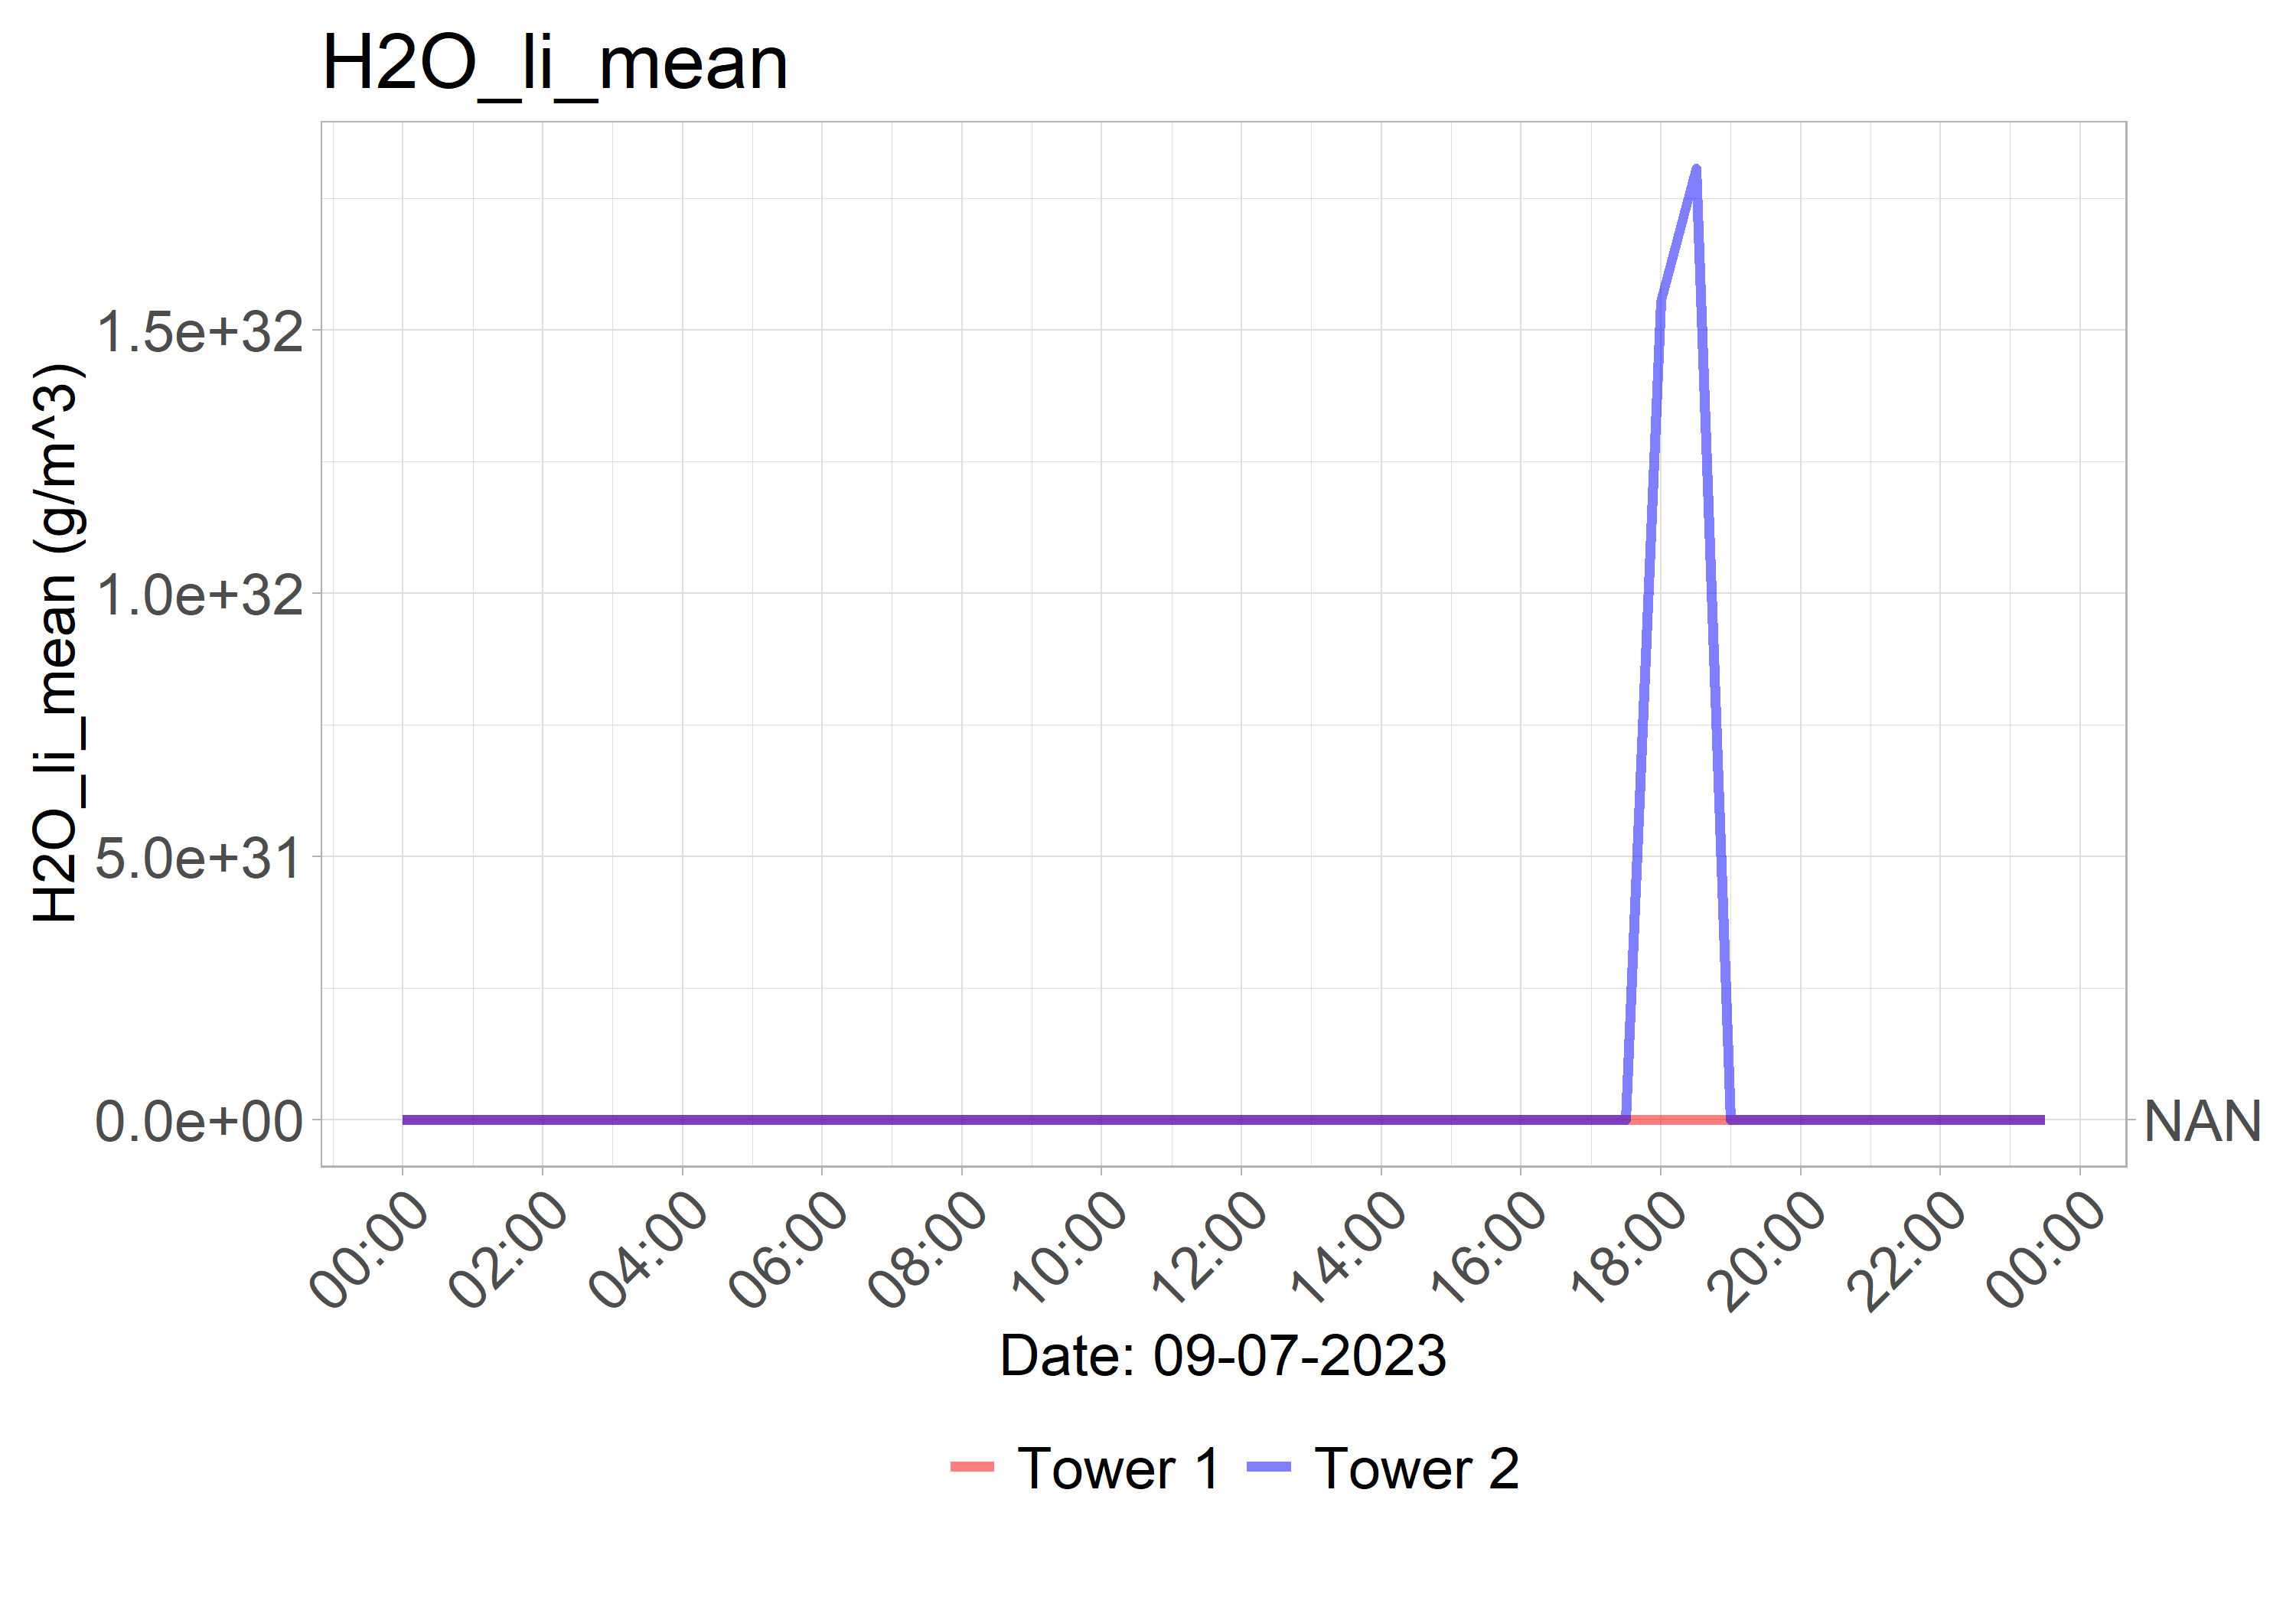 H2O_li_mean
H2O_li_mean (g/m^3)
1.5e+32
1.0e+32
5.0e+31
0.0e+00
NAN
00:00
02:00
04:00
06:00
08:00
10:00
12:00
14:00
16:00
18:00
20:00
22:00
00:00
Date: 09-07-2023
Tower 1
Tower 2